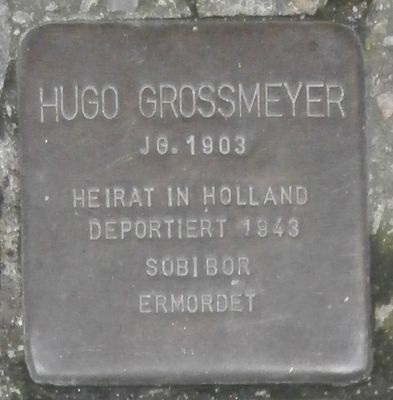 HUGO GROSSMEYER
JG. 1903
HEIRAT IN HOLLAND
DEPORTIERT 1943
SOBIBOR
ERMORDET